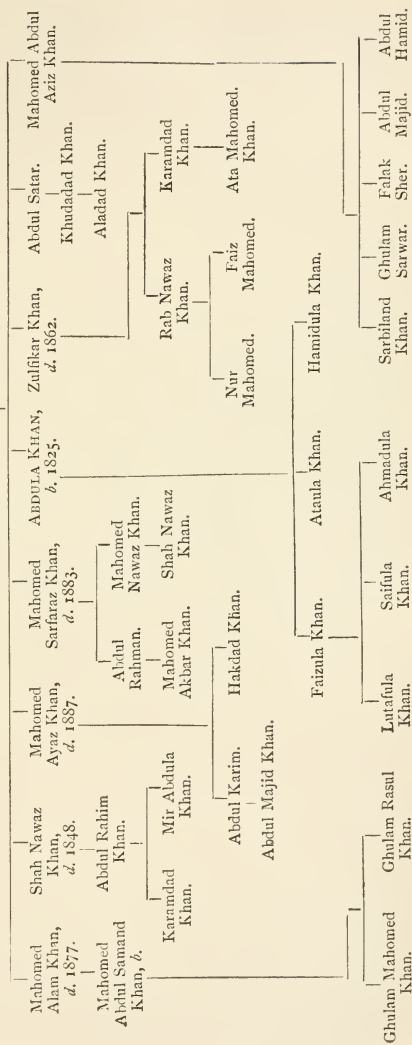 Mahomed
Alam Khan,
d. 1877.
Shah Nawaz
Khan,
d. 1848.
Mahomed
Ayaz Khan,
d. 1887.
Mahomed
Sarfaraz Khan,
d. 1883.
ABDULA KHAN,
b. 1825.
Zulfikar Khan,
d. 1862.
Abdul Satar.
Mahomed Abdul
Aziz Khan.
Mahomed
Abdul Samand
Khan, b.
Abdul Rahim
Khan.
Khudadad Khan.
Aladad Khan.
Karamdad
Khan.
Mir Abdula
Khan.
Abdul
Rahman.
Mahomed
Nawaz Khan.
Mahomed
Akbar Khan.
Shah Nawaz
Khan.
Rab Nawaz
Khan.
Karamdad
Khan.
Ata Mahomed.
Khan.
Abdul Karim.
Hakdad Khan.
Abdul Majid Khan.
Nur
Mahomed.
Faiz
Mahomed.
Faizula Khan.
Ataula Khan.
Hamidula Khan.
Ghulam Mahomed
Khan.
Ghulam Rasul
Khan.
Lutafula
Khan.
Saifula
Khan.
Ahmadula
Khan.
Sarbiland
Khan.
Ghulam
Sarwar.
Falak
Sher.
Abdul
Majid.
Abdul
Hamid.